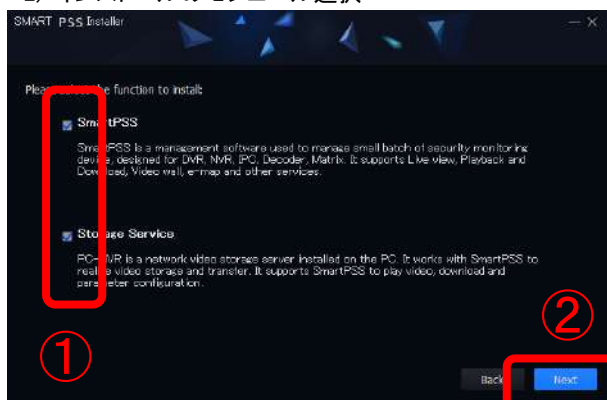 SMART PSS Installer
Please select the function to install:
SmartPSS
SmartPSS is a management software used to manage small batch of security monitoring
device, designed for DVR, NVR, IPC, Decoder, Matrix. It supports Live view, Playback and
Download, Video wall, e-map and other services.
Storage Service
PC-NVR is a network video storage server installed on the PC. It works with SmartPSS to
realize video storage and transfer. It supports SmartPSS to play video, download and
parameter configuration.
①
②
Back
Next